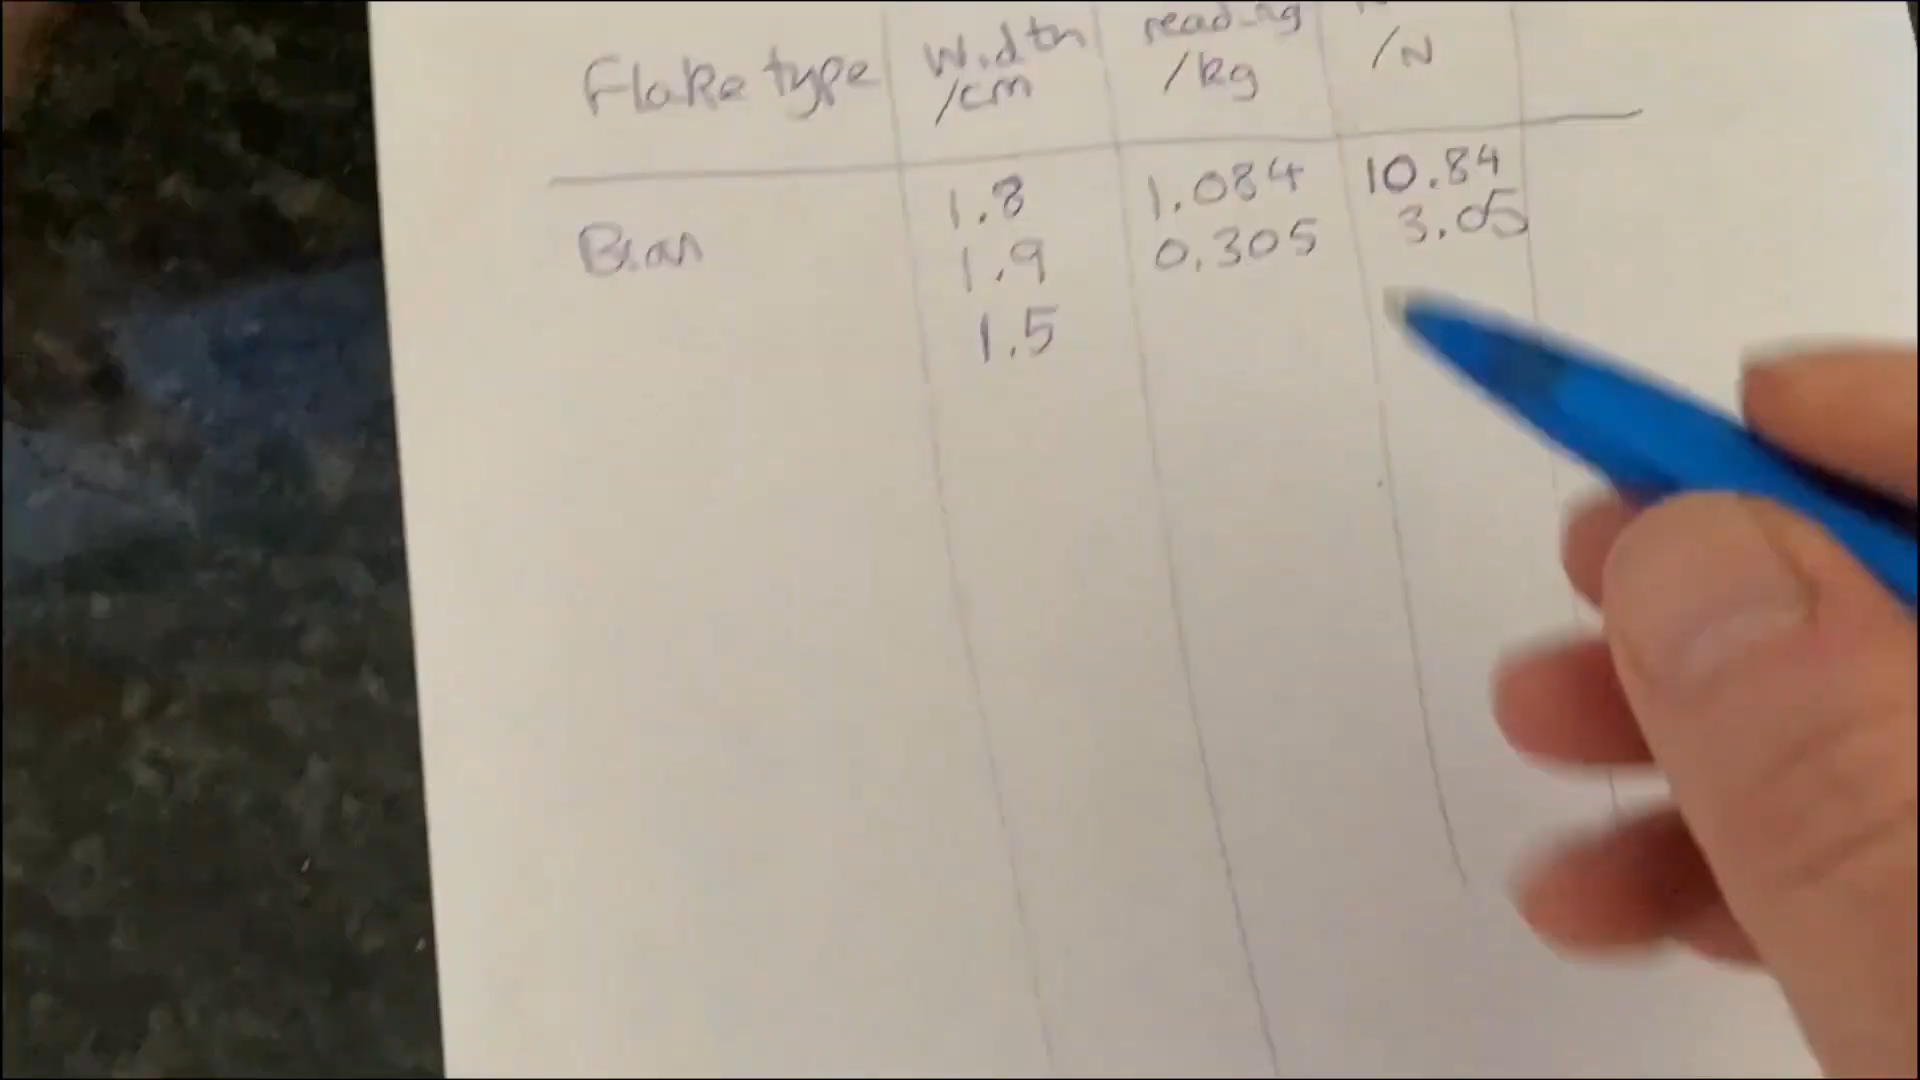 Flake type Width reading
/cm /kg /N
1.8 1.084 10.84
Bran 1.9 0.305 3.05
1.5